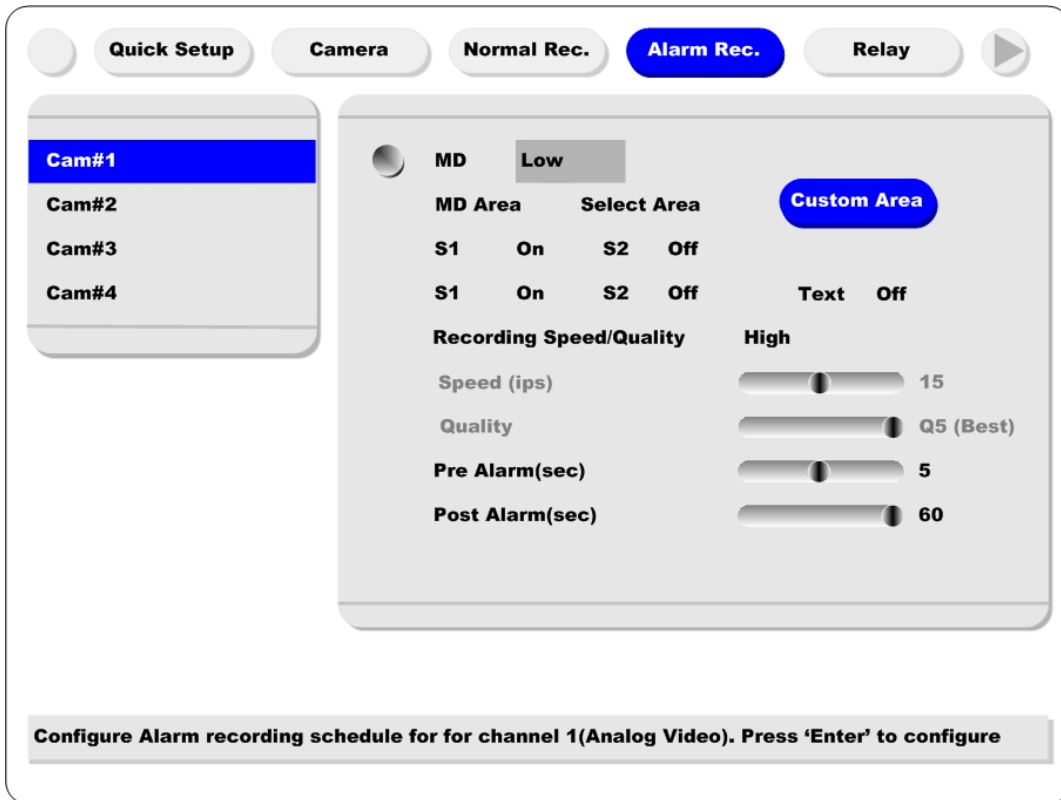 Quick Setup Camera Normal Rec. Alarm Rec. Relay
Cam#1
Cam#2
Cam#3
Cam#4
MD Low
MD Area Select Area Custom Area
S1 On S2 Off
S1 On S2 Off Text Off
Recording Speed/Quality High
Speed (ips) 15
Quality Q5 (Best)
Pre Alarm(sec) 5
Post Alarm(sec) 60
Configure Alarm recording schedule for for channel 1(Analog Video). Press ‘Enter’ to configure